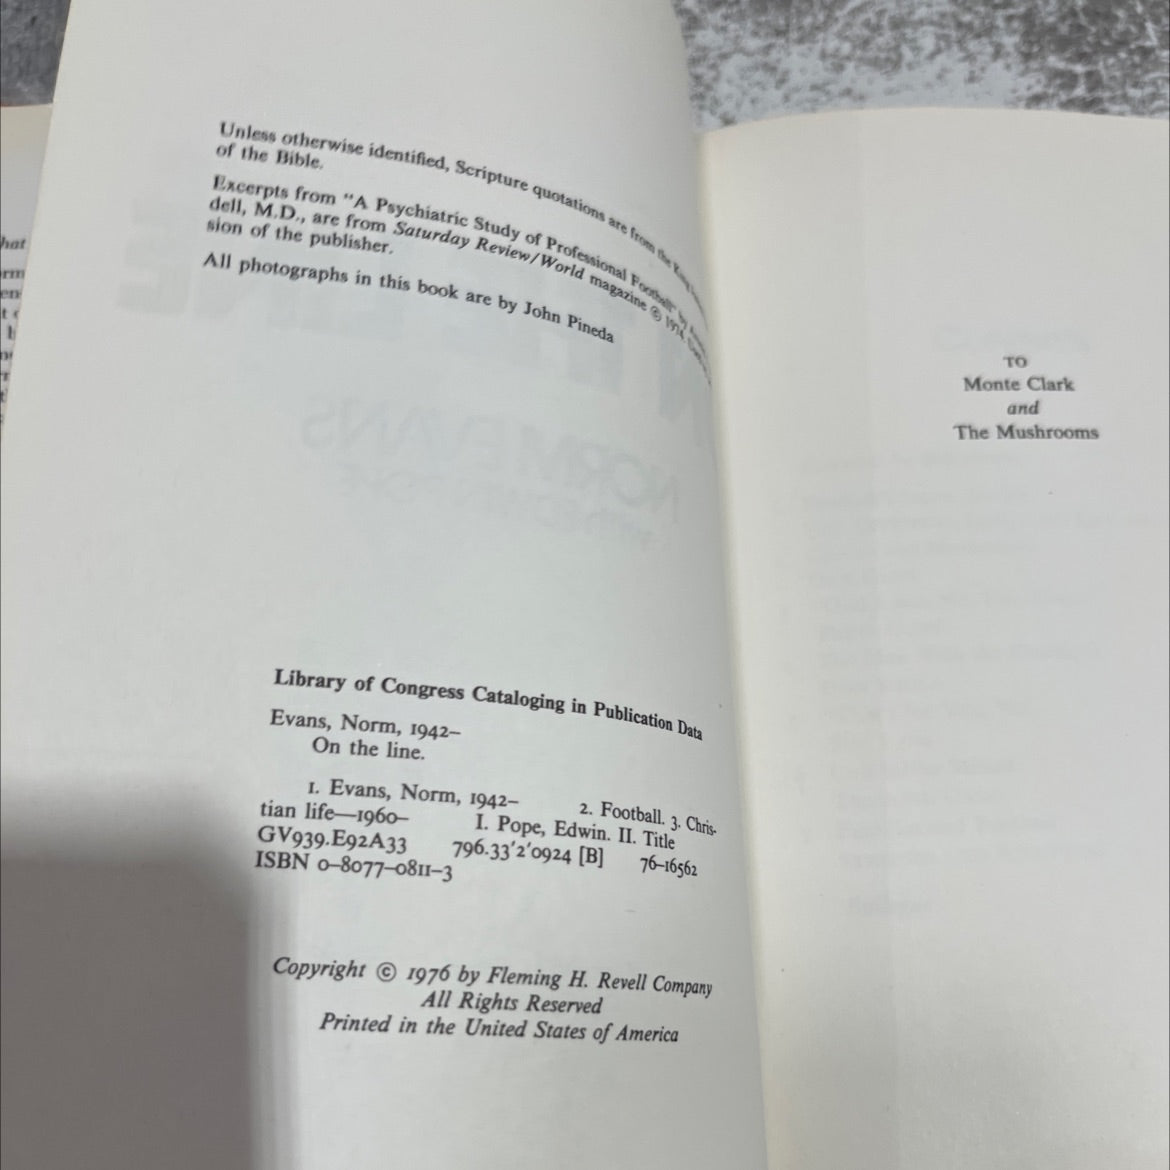 Unless otherwise identified, Scripture quotations are from the King
of the Bible.
Excerpts from "A Psychiatric Study of Professional Football" by
dell, M.D., are from Saturday Review/World magazine © 1974,
sion of the publisher.
All photographs in this book are by John Pineda
Library of Congress Cataloging in Publication Data
Evans, Norm, 1942–
On the line.
1. Evans, Norm, 1942– 2. Football. 3. Chris-
tian life—1960– I. Pope, Edwin. II. Title
GV939.E92A33 796.33'2'0924 [B] 76–16562
ISBN 0–8077–0811–3
Copyright © 1976 by Fleming H. Revell Company
All Rights Reserved
Printed in the United States of America
TO
Monte Clark
and
The Mushrooms